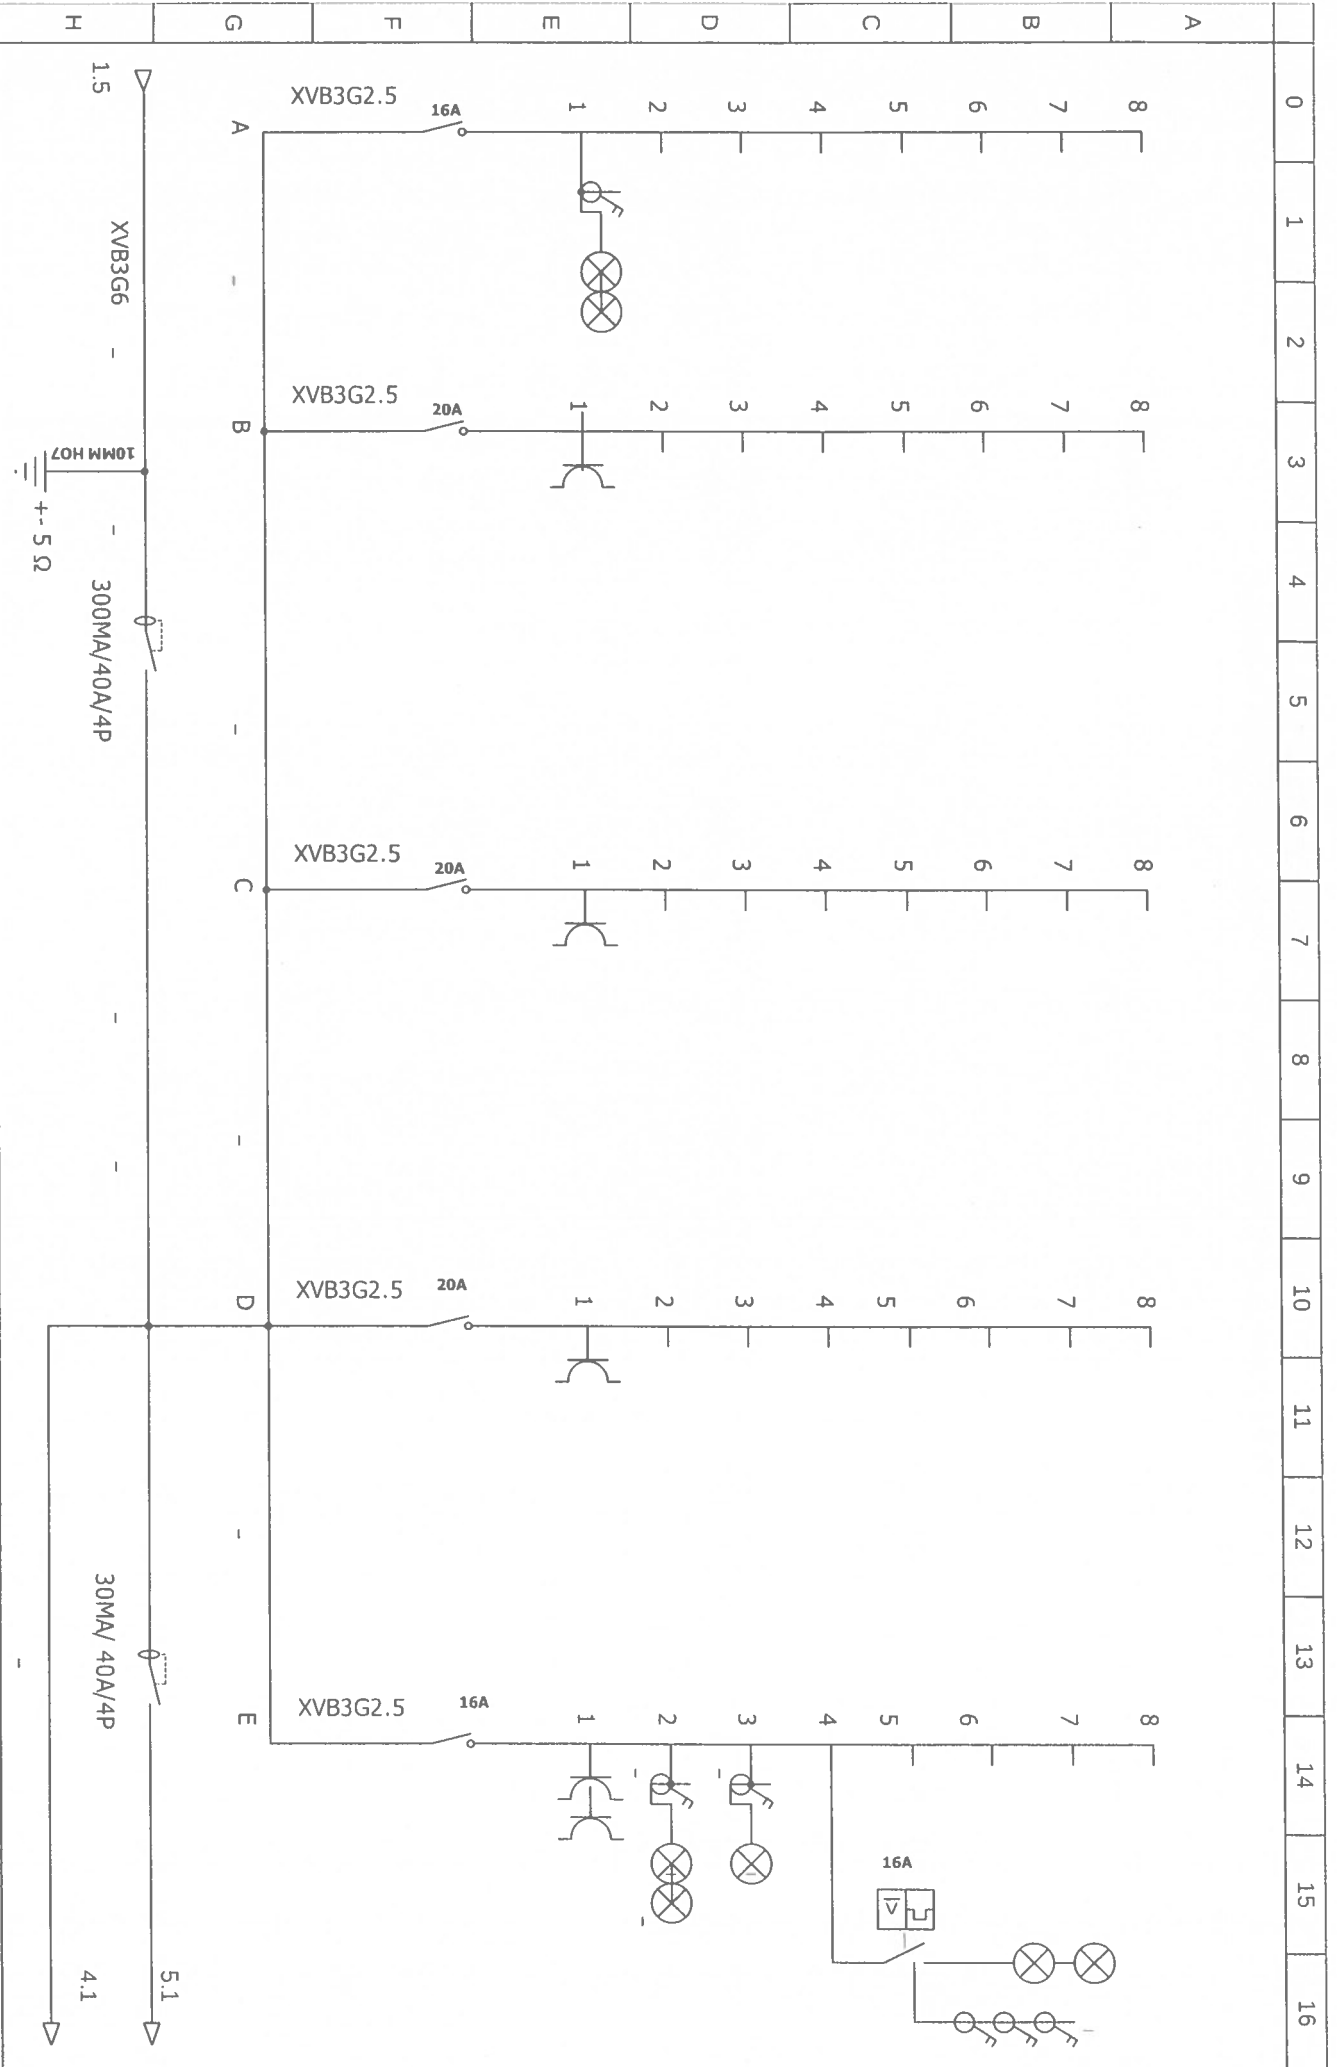 0 1 2 3 4 5 6 7 8 9 10 11 12 13 14 15 16
A
B
C
D
E
F
G
H
8 8 8 8 8
7 7 7 7 7
6 6 6 6 6
5 5 5 5 5
4 4 4 4 4
3 3 3 3 3
2 2 2 2 2
1 1 1 1 1
16A
I>
16A 20A 20A 20A 16A
XVB3G2.5 XVB3G2.5 XVB3G2.5 XVB3G2.5 XVB3G2.5
A B C D E
1.5 XVB3G6 300MA/40A/4P 30MA/ 40A/4P 5.1
10MM HO7
4.1
+- 5 Ω